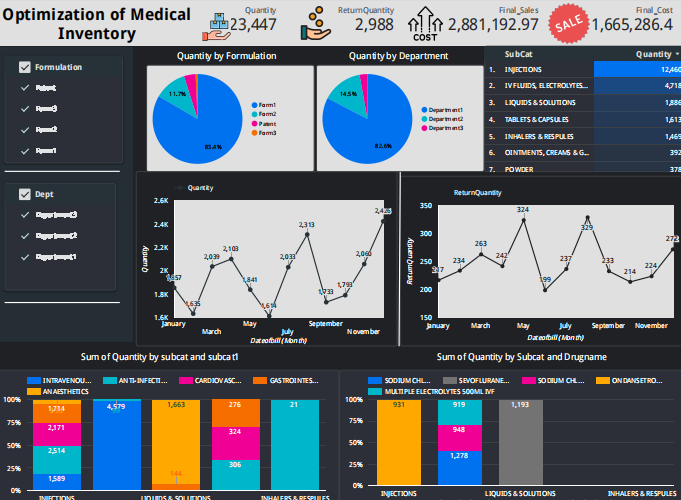 Optimization of Medical
Inventory
Quantity
23,447
ReturnQuantity
2,988
COST
Final_Sales
2,881,192.97
SALE
Final_Cost
1,665,286.4
Formulation
Patent
Form3
Form2
Form1
Dept
Department3
Department2
Department1
Quantity by Formulation
11.7%
83.4%
Form1
Form2
Patent
Form3
Quantity by Department
14.5%
82.6%
Department1
Department2
Department3
SubCat Quantity
1. INJECTIONS 12,460
2. IV FLUIDS, ELECTROLYTES... 4,718
3. LIQUIDS & SOLUTIONS 1,886
4. TABLETS & CAPSULES 1,613
5. INHALERS & RESPULES 1,469
6. OINTMENTS, CREAMS & G... 392
7. POWDER 378
Quantity
2.6K
2.4K
2.2K
2K
1.8K
1.6K
Quantity
1,857
1,635
2,039
2,103
1,841
1,614
2,033
2,313
1,733
1,793
2,060
January
March
May
July
September
November
Dateofbill (Month)
ReturnQuantity
350
300
250
200
150
ReturnQuantity
234
263
242
324
199
237
329
233
214
224
January
March
May
July
September
November
Dateofbill (Month)
Sum of Quantity by subcat and subcat1
INTRAVENOU... ANTI-INFECTI... CARDIOVASC... GASTROINTES...
ANAESTHETICS
100%
75%
50%
25%
0%
1,714
2,171
2,514
1,589
4,579
1,663
144
276
324
306
21
INJECTIONS
LIQUIDS & SOLUTIONS
INHALERS & RESPULES
Sum of Quantity by Subcat and Drugname
SODIUM CHL... SEVOFLURANE... SODIUM CHL... ONDANSETRO...
MULTIPLE ELECTROLYTES 500ML IVF
100%
75%
50%
25%
0%
931
919
948
1,278
1,193
INJECTIONS
LIQUIDS & SOLUTIONS
INHALERS & RESPULES